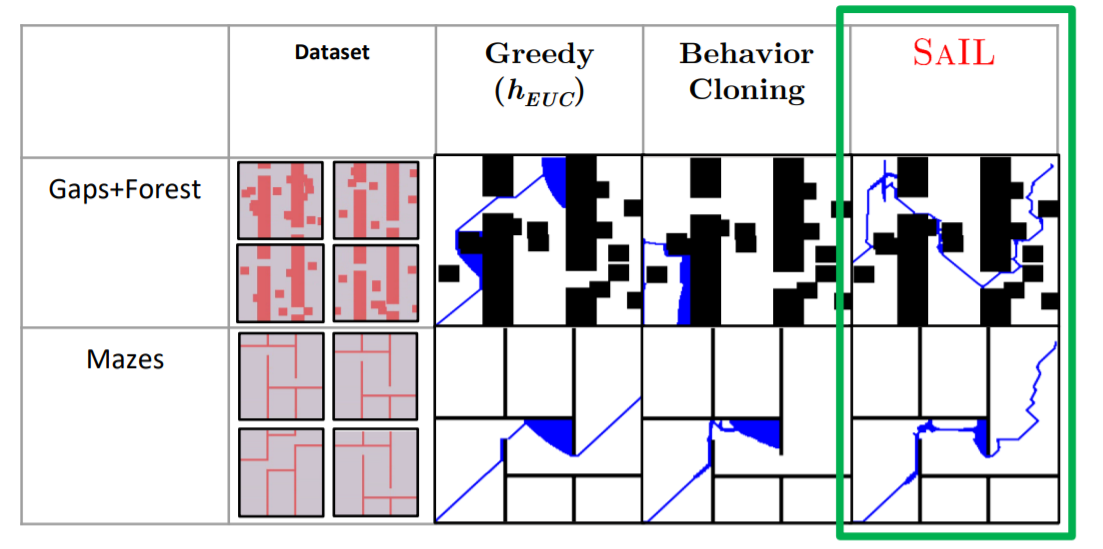 Dataset
Greedy
(h_EUC)
Behavior
Cloning
SAIL
Gaps+Forest
Mazes